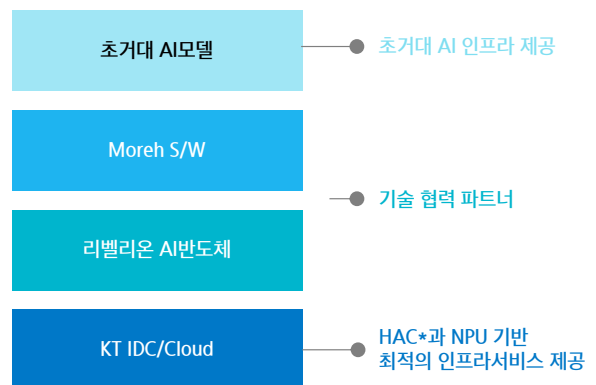 초거대 AI모델
초거대 AI 인프라 제공
Moreh S/W
기술 협력 파트너
리벨리온 AI반도체
KT IDC/Cloud
HAC*과 NPU 기반
최적의 인프라서비스 제공